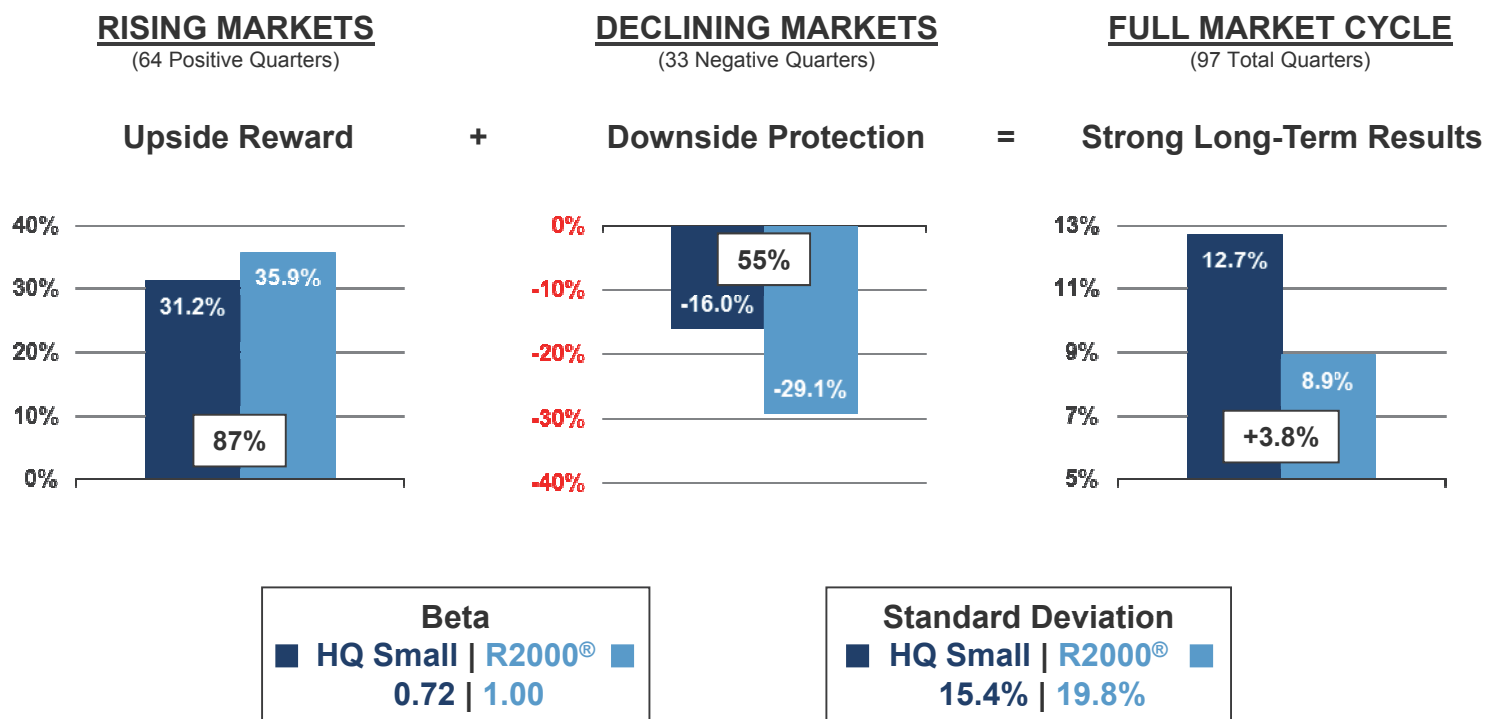 RISING MARKETS
(64 Positive Quarters)
DECLINING MARKETS
(33 Negative Quarters)
FULL MARKET CYCLE
(97 Total Quarters)
Upside Reward + Downside Protection = Strong Long-Term Results
40%
30%
20%
10%
0%
31.2%
35.9%
87%
0%
-10%
-20%
-30%
-40%
55%
-16.0%
-29.1%
13%
11%
9%
7%
5%
12.7%
8.9%
+3.8%
Beta
HQ Small | R2000®
0.72 | 1.00
Standard Deviation
HQ Small | R2000®
15.4% | 19.8%